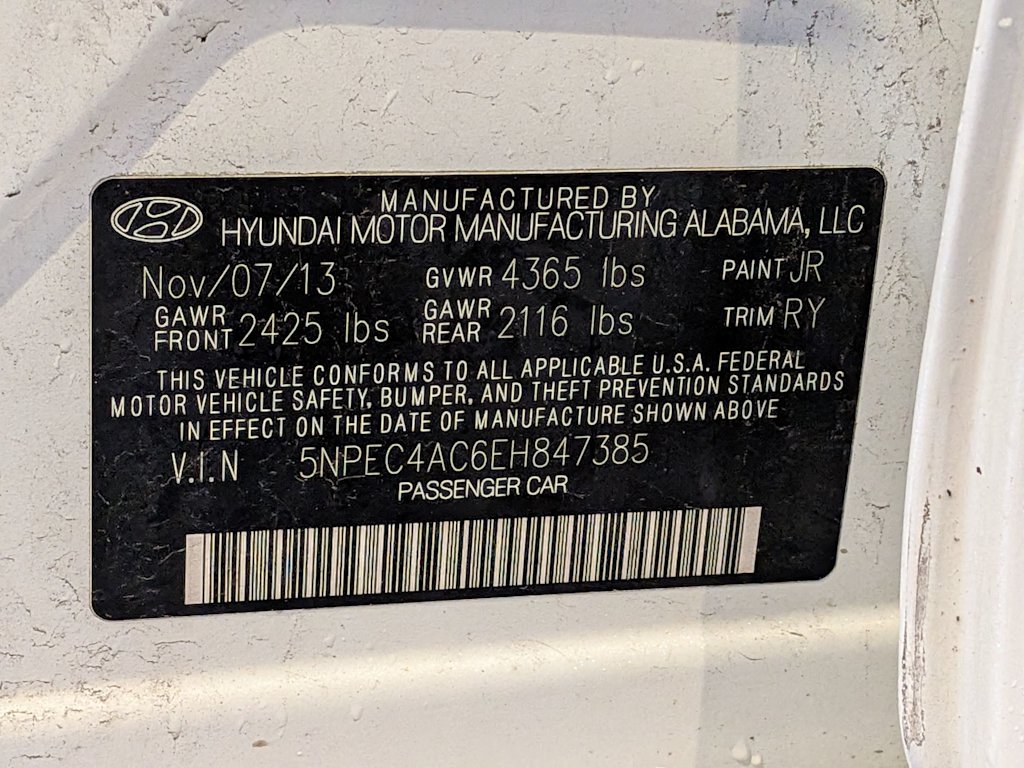 MANUFACTURED BY
HYUNDAI MOTOR MANUFACTURING ALABAMA, LLC
Nov/07/13 GVWR 4365 lbs PAINT JR
GAWR FRONT 2425 lbs GAWR REAR 2116 lbs TRIM RY
THIS VEHICLE CONFORMS TO ALL APPLICABLE U.S.A. FEDERAL
MOTOR VEHICLE SAFETY, BUMPER, AND THEFT PREVENTION STANDARDS
IN EFFECT ON THE DATE OF MANUFACTURE SHOWN ABOVE
V.I.N 5NPEC4AC6EH847385
PASSENGER CAR